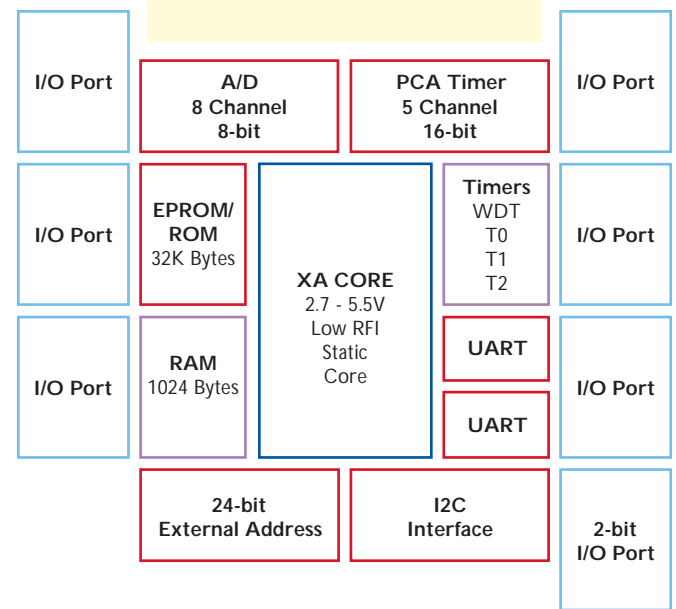 I/O Port
A/D
8 Channel
8-bit
PCA Timer
5 Channel
16-bit
I/O Port
I/O Port
EPROM/
ROM
32K Bytes
XA CORE
2.7 - 5.5V
Low RFI
Static
Core
Timers
WDT
T0
T1
T2
I/O Port
I/O Port
RAM
1024 Bytes
UART
UART
I/O Port
24-bit
External Address
I2C
Interface
2-bit
I/O Port